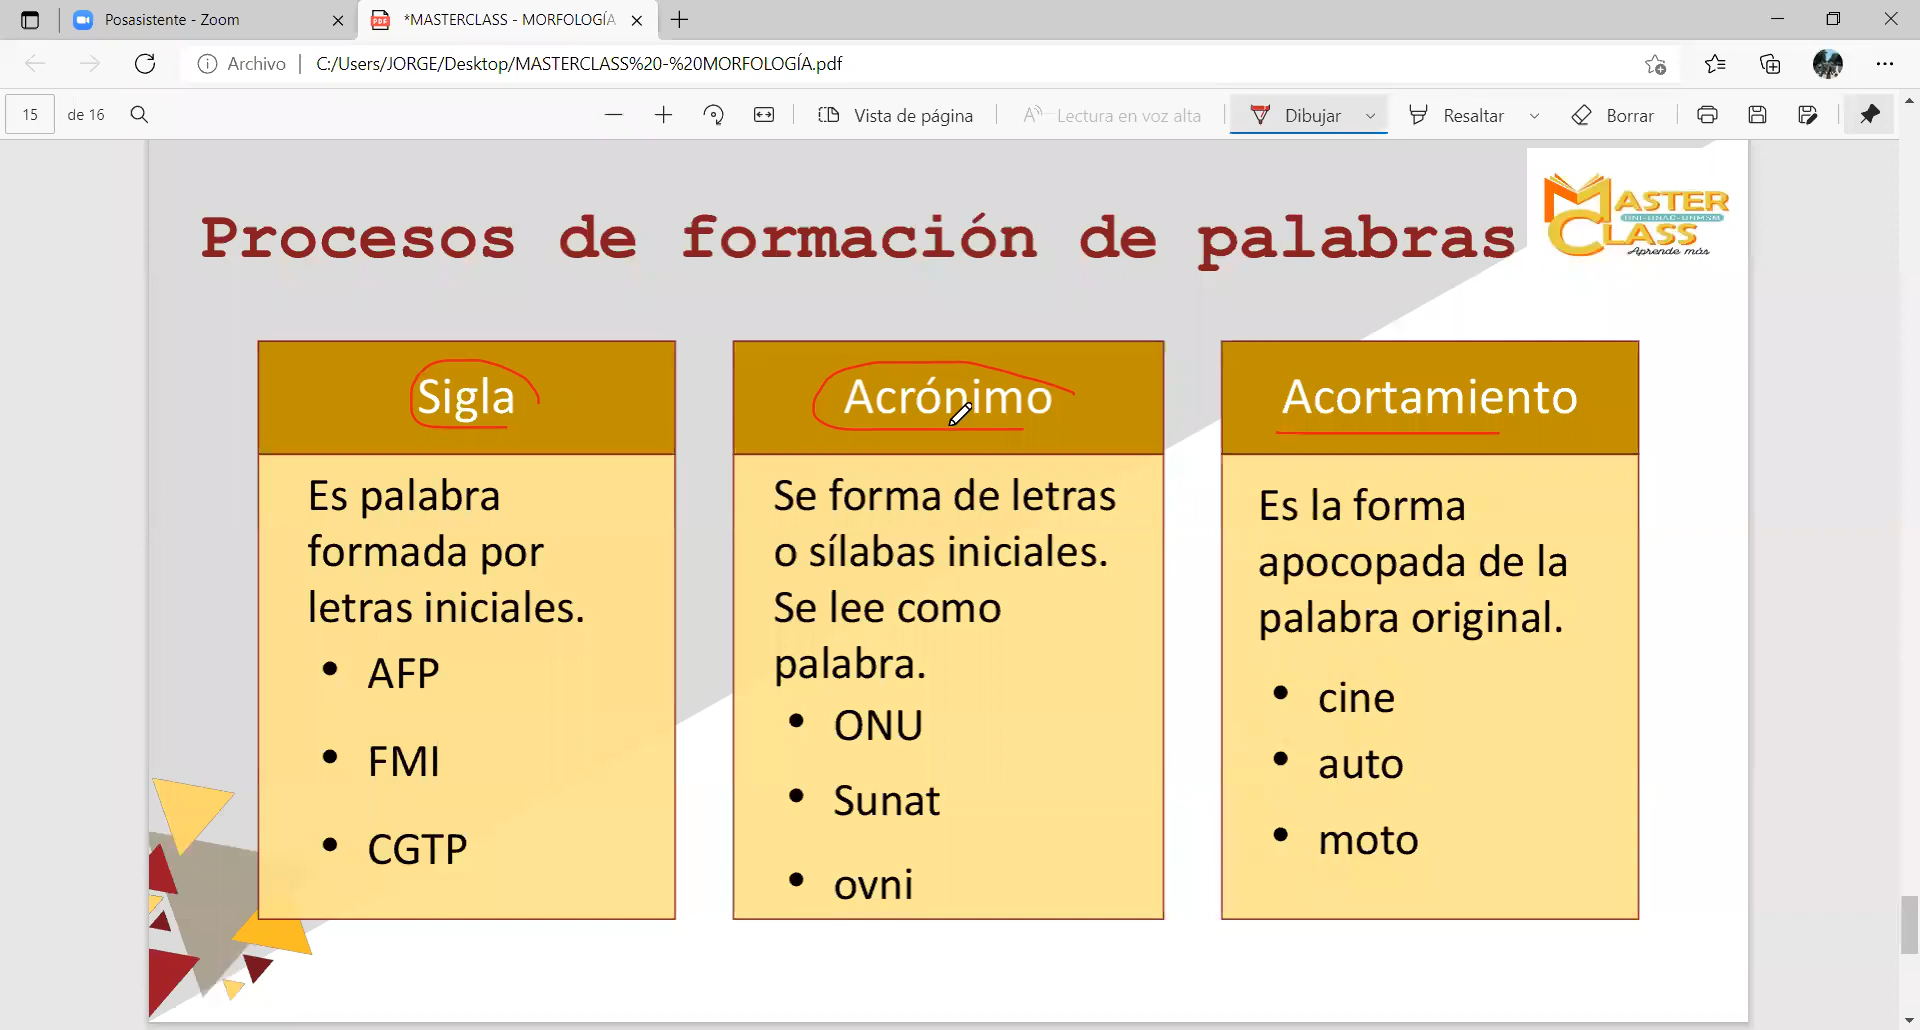 Posasistente - Zoom
*MASTERCLASS - MORFOLOGÍA
Archivo | C:/Users/JORGE/Desktop/MASTERCLASS%20-%20MORFOLOGÍA.pdf
15 de 16
Vista de página
Lectura en voz alta
Dibujar
Resaltar
Borrar
Procesos de formación de palabras
MASTER
UNI-UNAC-UNMSM
CLASS
Aprende más
Sigla
Es palabra
formada por
letras iniciales.
• AFP
• FMI
• CGTP
Acrónimo
Se forma de letras
o sílabas iniciales.
Se lee como
palabra.
• ONU
• Sunat
• ovni
Acortamiento
Es la forma
apocopada de la
palabra original.
• cine
• auto
• moto